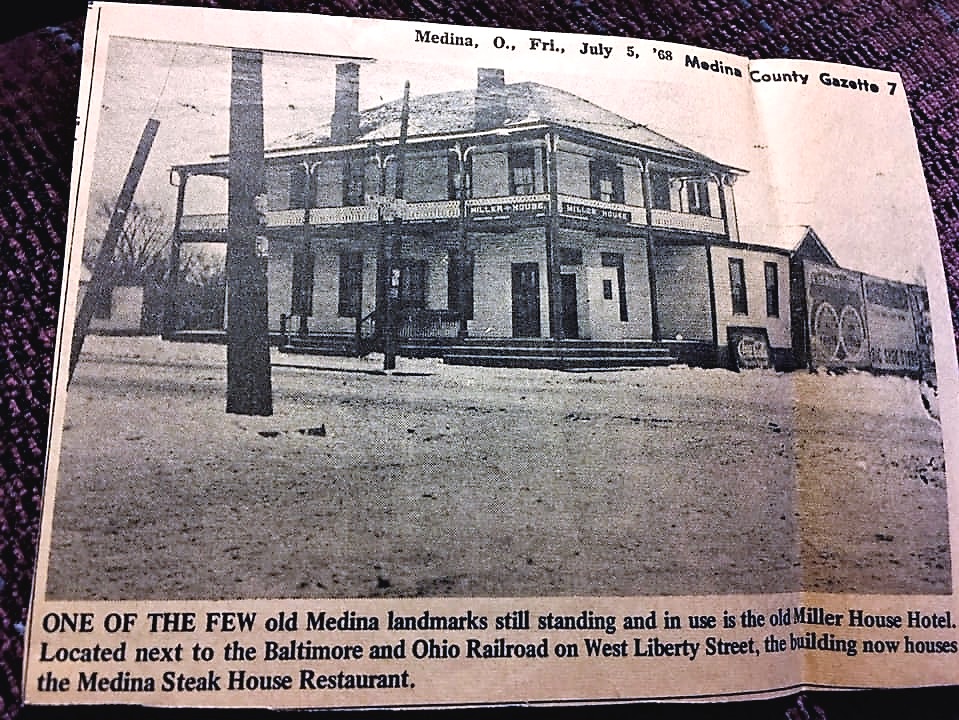 Medina, O., Fri., July 5, '68 Medina County Gazette 7
MILLER HOUSE
MILLER HOUSE
ONE OF THE FEW old Medina landmarks still standing and in use is the old Miller House Hotel.
Located next to the Baltimore and Ohio Railroad on West Liberty Street, the building now houses
the Medina Steak House Restaurant.